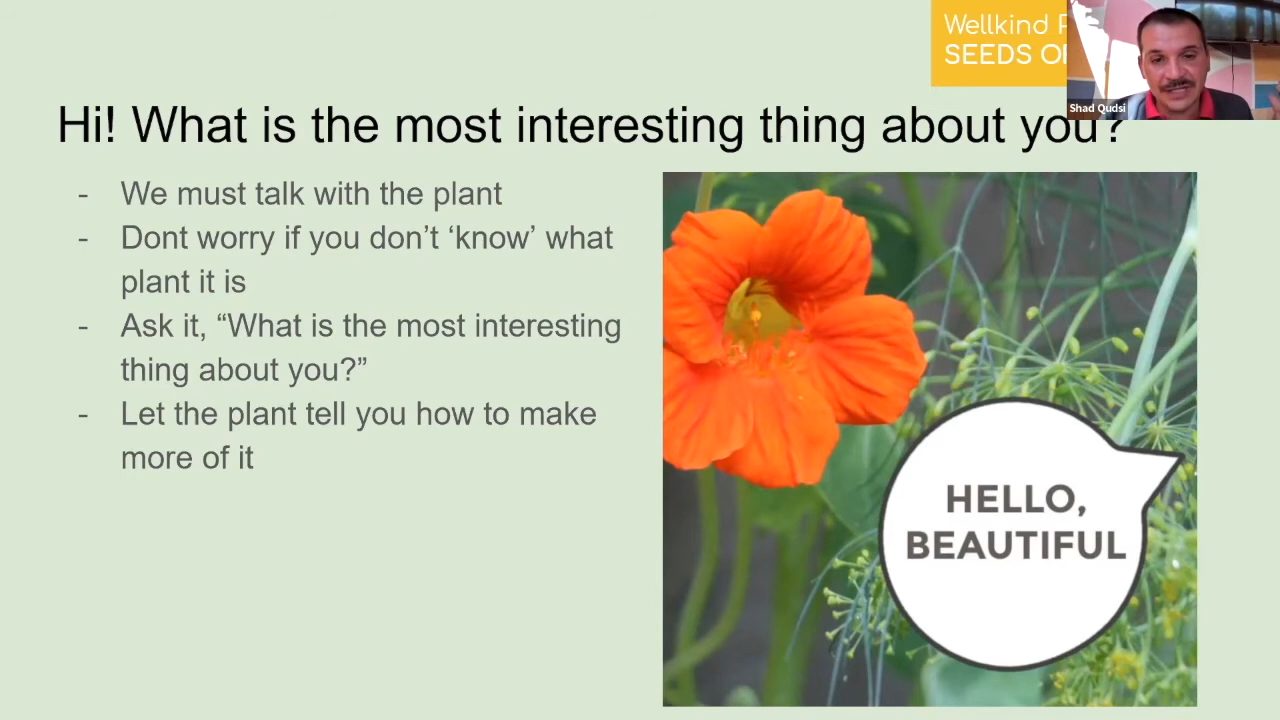 Wellkind
SEEDS
Shad Qudsi
Hi! What is the most interesting thing about you?
- We must talk with the plant
- Dont worry if you don’t ‘know’ what
plant it is
- Ask it, “What is the most interesting
thing about you?”
- Let the plant tell you how to make
more of it
HELLO,
BEAUTIFUL